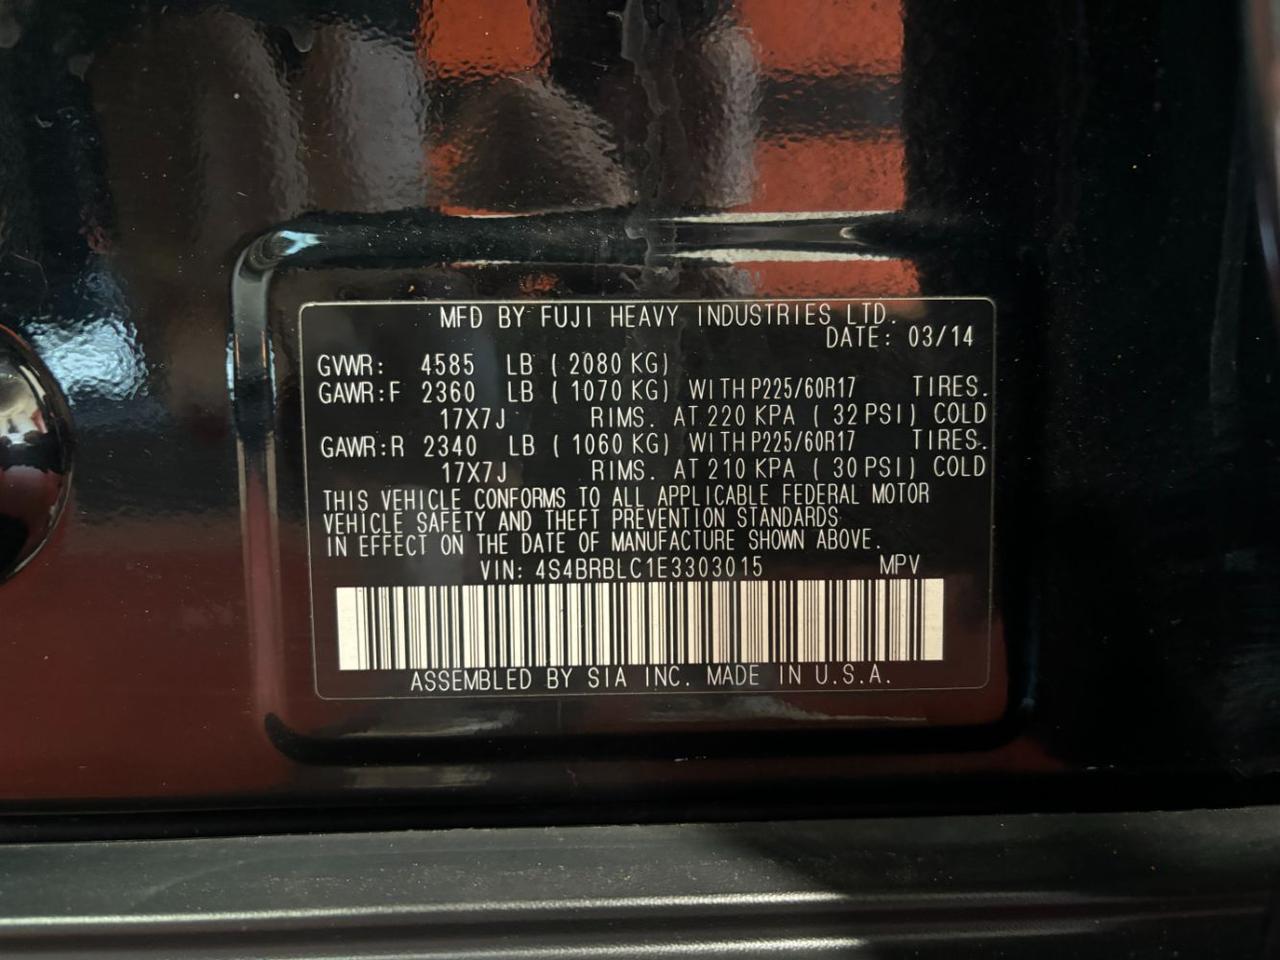 MFD BY FUJI HEAVY INDUSTRIES LTD.
DATE: 03/14
GVWR: 4585 LB ( 2080 KG)
GAWR:F 2360 LB ( 1070 KG) WITH P225/60R17 TIRES.
17X7J RIMS. AT 220 KPA ( 32 PSI) COLD
GAWR:R 2340 LB ( 1060 KG) WITH P225/60R17 TIRES.
17X7J RIMS. AT 210 KPA ( 30 PSI) COLD
THIS VEHICLE CONFORMS TO ALL APPLICABLE FEDERAL MOTOR
VEHICLE SAFETY AND THEFT PREVENTION STANDARDS
IN EFFECT ON THE DATE OF MANUFACTURE SHOWN ABOVE.
VIN: 4S4BRBLC1E3303015 MPV
ASSEMBLED BY SIA INC. MADE IN U.S.A.